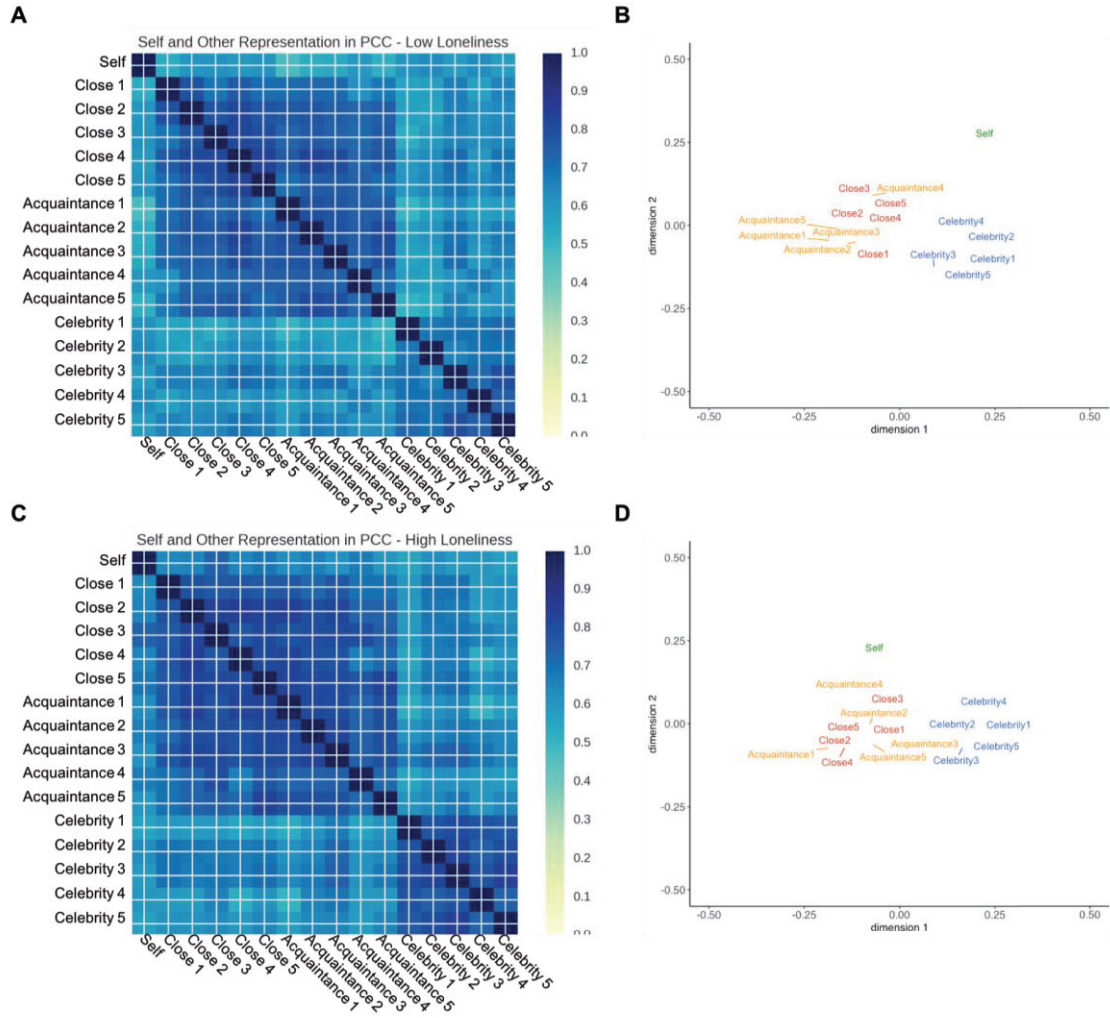 A
Self and Other Representation in PCC - Low Loneliness
Self
Close 1
Close 2
Close 3
Close 4
Close 5
Acquaintance 1
Acquaintance 2
Acquaintance 3
Acquaintance 4
Acquaintance 5
Celebrity 1
Celebrity 2
Celebrity 3
Celebrity 4
Celebrity 5
Self
Close 1
Close 2
Close 3
Close 4
Close 5
Acquaintance 1
Acquaintance 2
Acquaintance 3
Acquaintance 4
Acquaintance 5
Celebrity 1
Celebrity 2
Celebrity 3
Celebrity 4
Celebrity 5
1.0
0.9
0.8
0.7
0.6
0.5
0.4
0.3
0.2
0.1
0.0
B
dimension 2
0.50
0.25
0.00
-0.25
-0.50
Self
Close3
Acquaintance4
Close5
Close2
Close4
Acquaintance5
Acquaintance3
Acquaintance1
Acquaintance2
Close1
Celebrity4
Celebrity2
Celebrity3
Celebrity1
Celebrity5
-0.50
-0.25
0.00
0.25
0.50
dimension 1
C
Self and Other Representation in PCC - High Loneliness
Self
Close 1
Close 2
Close 3
Close 4
Close 5
Acquaintance 1
Acquaintance 2
Acquaintance 3
Acquaintance 4
Acquaintance 5
Celebrity 1
Celebrity 2
Celebrity 3
Celebrity 4
Celebrity 5
Self
Close 1
Close 2
Close 3
Close 4
Close 5
Acquaintance 1
Acquaintance 2
Acquaintance 3
Acquaintance 4
Acquaintance 5
Celebrity 1
Celebrity 2
Celebrity 3
Celebrity 4
Celebrity 5
1.0
0.9
0.8
0.7
0.6
0.5
0.4
0.3
0.2
0.1
0.0
D
dimension 2
0.50
0.25
0.00
-0.25
-0.50
Self
Acquaintance4
Close3
Acquaintance2
Close5
Close1
Close2
Acquaintance3
Acquaintance1
Close4
Acquaintance5
Celebrity4
Celebrity2
Celebrity1
Celebrity5
Celebrity3
-0.50
-0.25
0.00
0.25
0.50
dimension 1